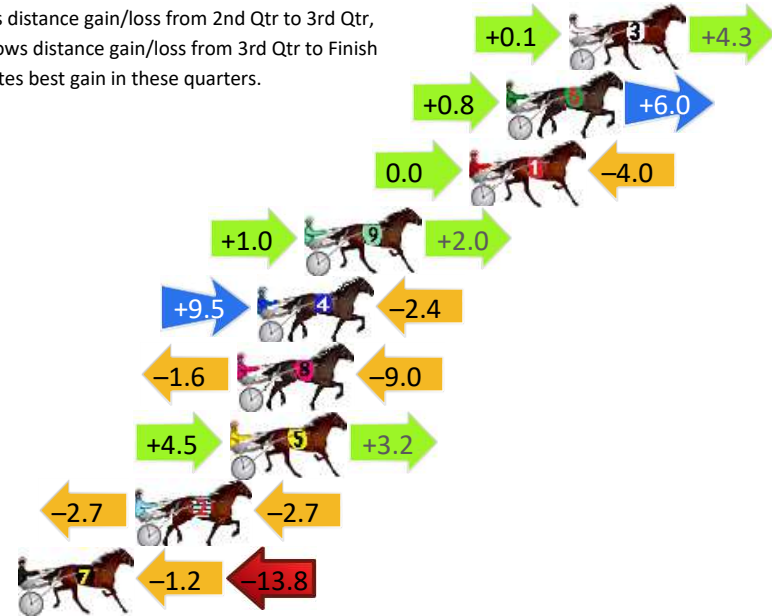 s distance gain/loss from 2nd Qtr to 3rd Qtr,
ows distance gain/loss from 3rd Qtr to Finish
tes best gain in these quarters.
+0.1 3 +4.3
+0.8 6 +6.0
0.0 1 −4.0
+1.0 9 +2.0
+9.5 4 −2.4
−1.6 8 −9.0
+4.5 5 +3.2
−2.7 2 −2.7
7 −1.2 −13.8